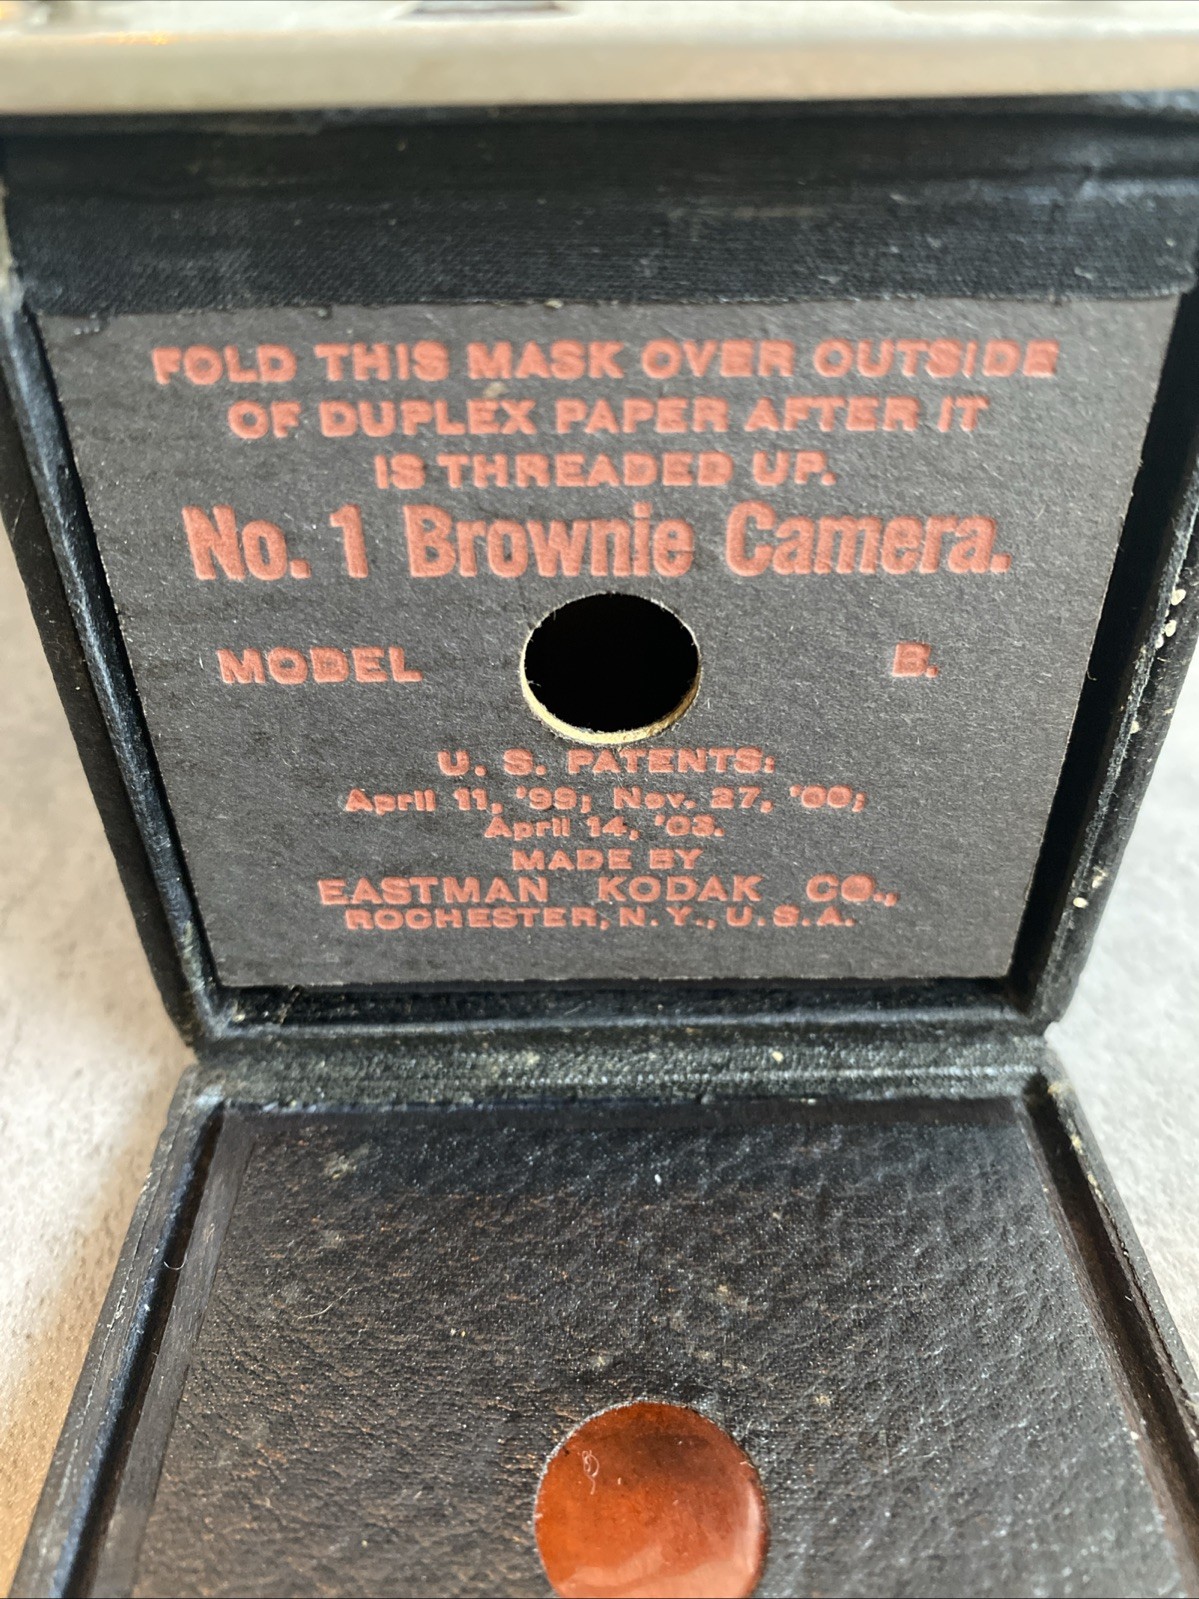 FOLD THIS MASK OVER OUTSIDE
OF DUPLEX PAPER AFTER IT
IS THREADED UP.
No. 1 Brownie Camera.
MODEL B.
U. S. PATENTS:
April 11, '99; Nov. 27, '00;
April 14, '03.
MADE BY
EASTMAN KODAK CO.,
ROCHESTER, N. Y., U. S. A.